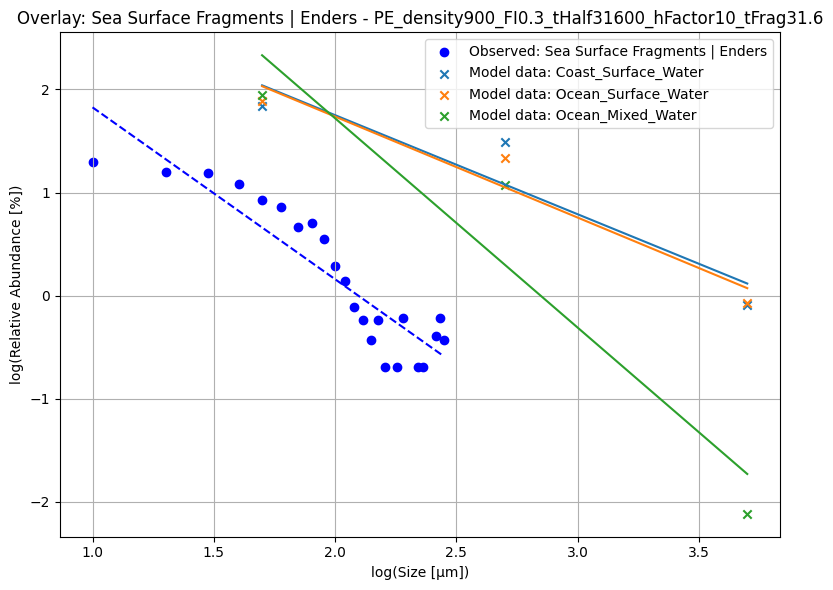 Overlay: Sea Surface Fragments | Enders - PE_density900_FI0.3_tHalf31600_hFactor10_tFrag31.6
Observed: Sea Surface Fragments | Enders
Model data: Coast_Surface_Water
Model data: Ocean_Surface_Water
Model data: Ocean_Mixed_Water
log(Relative Abundance [%])
2
1
0
−1
−2
1.0 1.5 2.0 2.5 3.0 3.5
log(Size [μm])